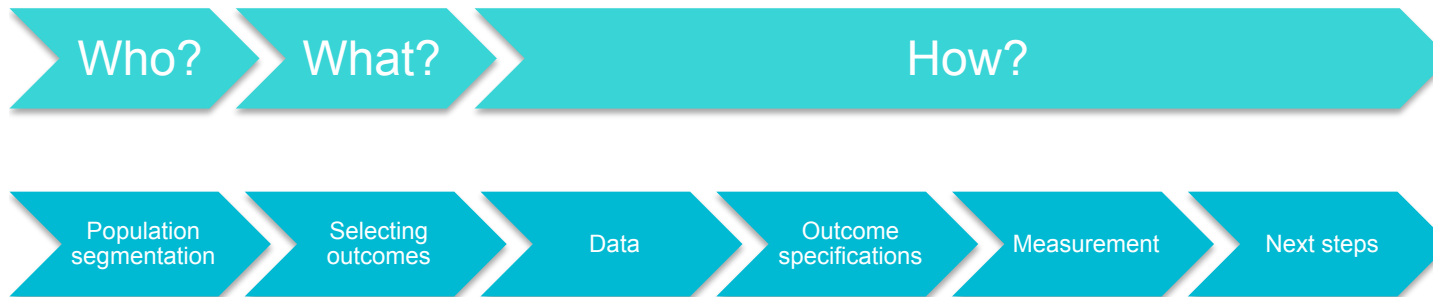 Who?
What?
How?
Population
segmentation
Selecting
outcomes
Data
Outcome
specifications
Measurement
Next steps